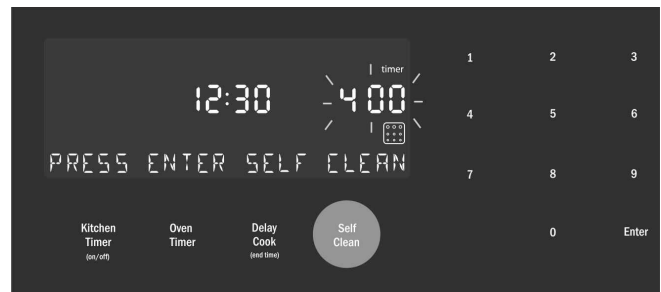 timer
12:30
4 00
PRESS ENTER SELF CLEAN
1 2 3
4 5 6
7 8 9
0 Enter
Kitchen
Timer
(on/off)
Oven
Timer
Delay
Cook
(end time)
Self
Clean